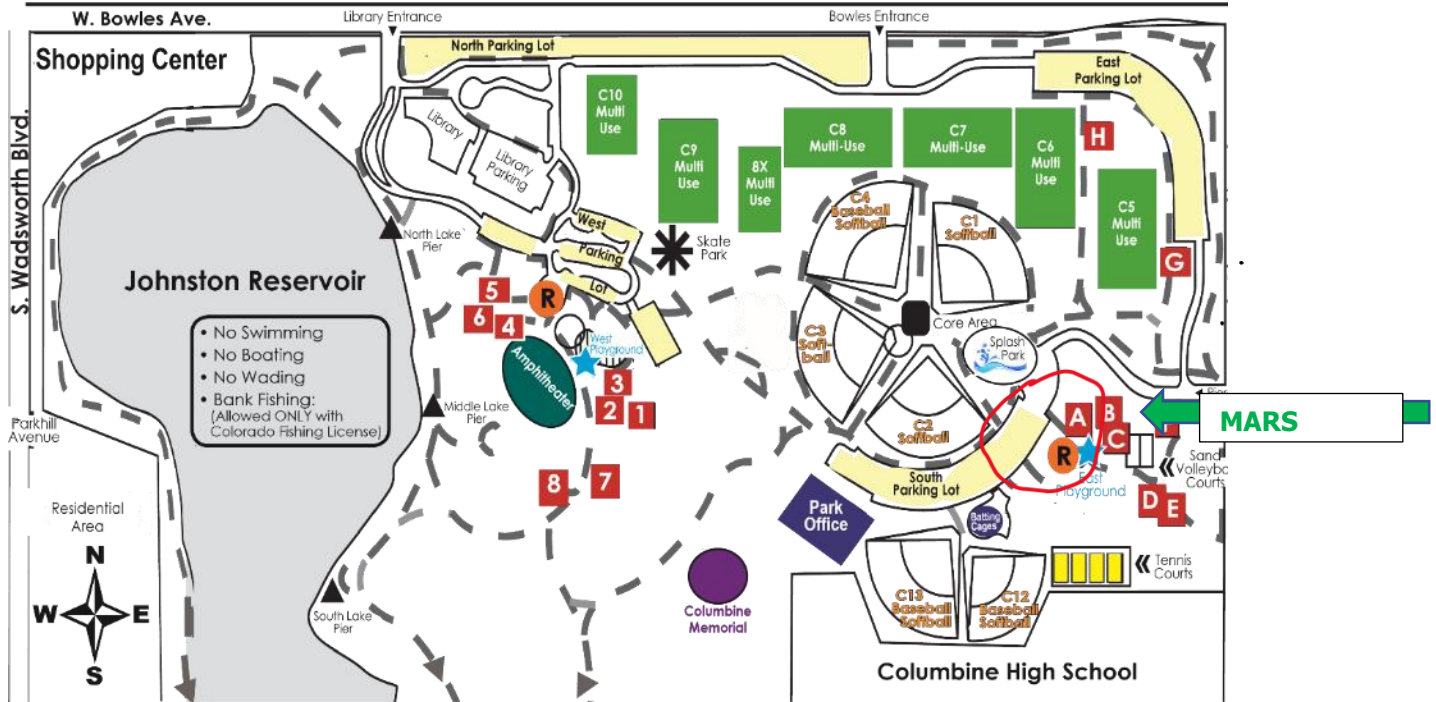 W. Bowles Ave.
Library Entrance
Bowles Entrance
Shopping Center
North Parking Lot
East
Parking Lot
S. Wadsworth Blvd.
Library
Library
Parking
C10
Multi
Use
C9
Multi
Use
8X
Multi
Use
C8
Multi-Use
C7
Multi-Use
C6
Multi
Use
H
C5
Multi
Use
G
C4
Baseball
Softball
C1
Softball
North Lake
Pier
West
Parking
Lot
Skate
Park
Johnston Reservoir
• No Swimming
• No Boating
• No Wading
• Bank Fishing:
(Allowed ONLY with
Colorado Fishing License)
5
6
4
R
West
Playground
Amphitheater
3
2
1
C3
Soft-
ball
Core Area
Splash
Park
C2
Softball
Middle Lake
Pier
Parkhill
Avenue
A
B
C
R
East
Playground
MARS
Sand
D
E
8
7
South
Parking Lot
Park
Office
Batting
Cages
Tennis
Courts
Courts
Residential
Area
N
W
E
S
South Lake
Pier
Columbine
Memorial
C13
Baseball
Softball
C12
Baseball
Softball
Columbine High School